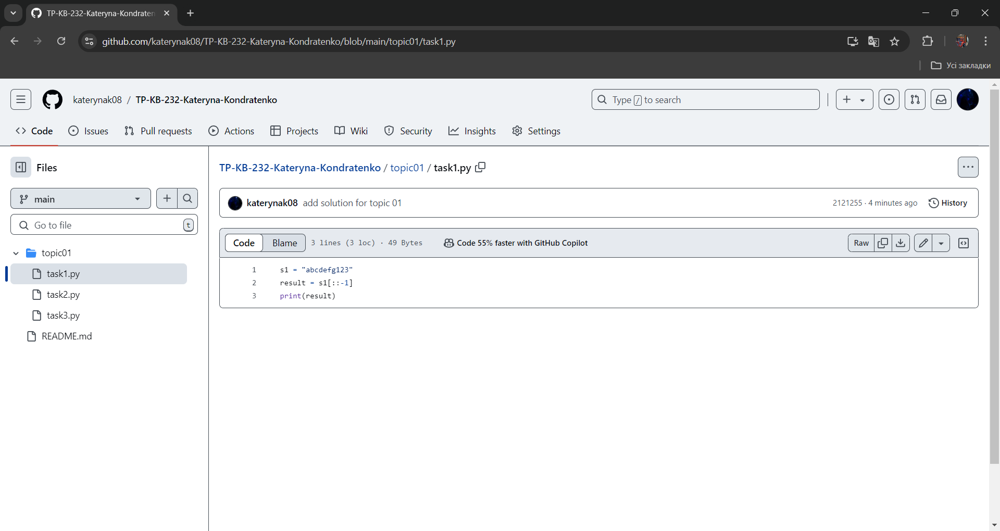 TP-KB-232-Kateryna-Kondraten
github.com/katerynak08/TP-KB-232-Kateryna-Kondratenko/blob/main/topic01/task1.py
Усі закладки
katerynak08 / TP-KB-232-Kateryna-Kondratenko
Type / to search
Code Issues Pull requests Actions Projects Wiki Security Insights Settings
Files
TP-KB-232-Kateryna-Kondratenko / topic01 / task1.py
main
katerynak08 add solution for topic 01
2121255 · 4 minutes ago History
Go to file t
Code Blame 3 lines (3 loc) · 49 Bytes Code 55% faster with GitHub Copilot Raw
topic01
task1.py
task2.py
task3.py
README.md
1 s1 = "abcdefg123"
2 result = s1[::-1]
3 print(result)